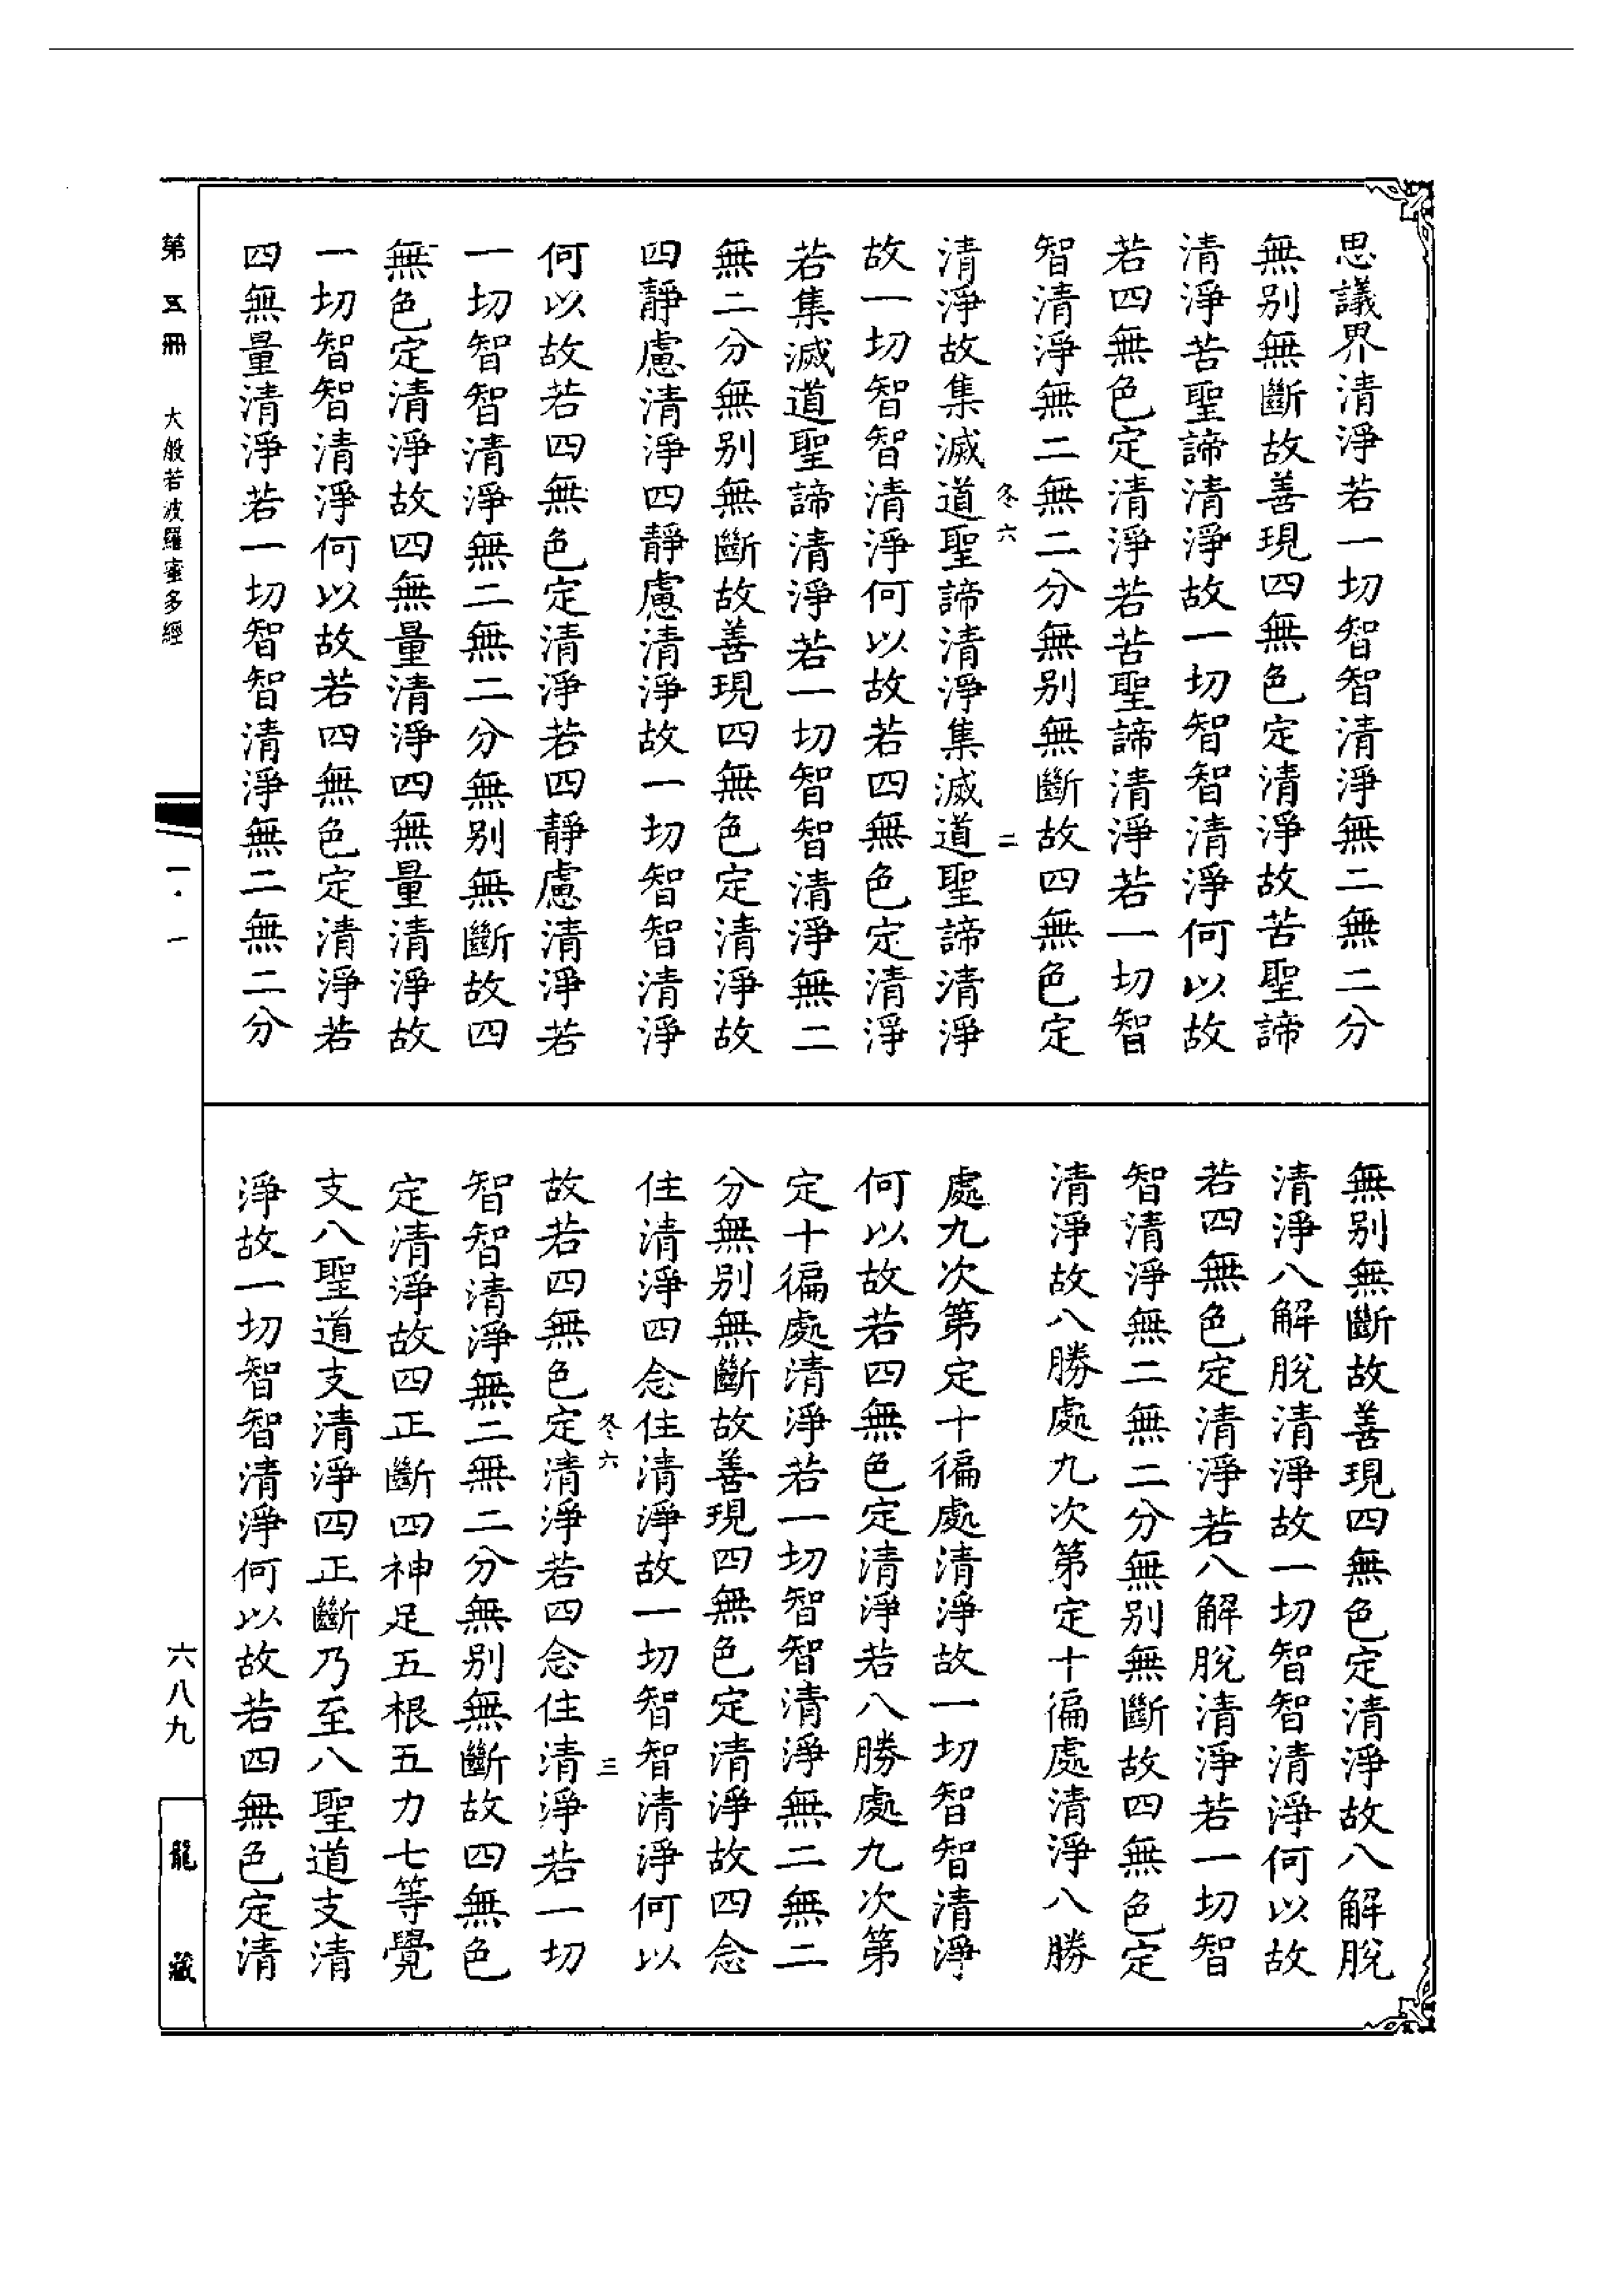 思議界清淨若一切智智清淨無二無二分
無別無斷故善現四無色定清淨故苦聖諦
清淨苦聖諦清淨故一切智智清淨何以故
若四無色定清淨若苦聖諦清淨若一切智
智清淨無二無二分無別無斷故四無色定
冬六 二
清淨故集滅道聖諦清淨集滅道聖諦清淨
故一切智智清淨何以故若四無色定清淨
若集滅道聖諦清淨若一切智智清淨無二
無二分無別無斷故善現四無色定清淨故
四靜慮清淨四靜慮清淨故一切智智清淨
何以故若四無色定清淨若四靜慮清淨若
一切智智清淨無二無二分無別無斷故四
無色定清淨故四無量清淨四無量清淨故
一切智智清淨何以故若四無色定清淨若
四無量清淨若一切智智清淨無二無二分
無別無斷故善現四無色定清淨故八解脫
清淨八解脫清淨故一切智智清淨何以故
若四無色定清淨若八解脫清淨若一切智
智清淨無二無二分無別無斷故四無色定
清淨故八勝處九次第定十徧處清淨八勝
處九次第定十徧處清淨故一切智智清淨
何以故若四無色定清淨若八勝處九次第
定十徧處清淨若一切智智清淨無二無二
分無別無斷故善現四無色定清淨故四念
住清淨四念住清淨故一切智智清淨何以
冬六 三
故若四無色定清淨若四念住清淨若一切
智智清淨無二無二分無別無斷故四無色
定清淨故四正斷四神足五根五力七等覺
支八聖道支清淨四正斷乃至八聖道支清
淨故一切智智清淨何以故若四無色定清
第五冊 大般若波羅蜜多經
一·一
六八九
龍藏